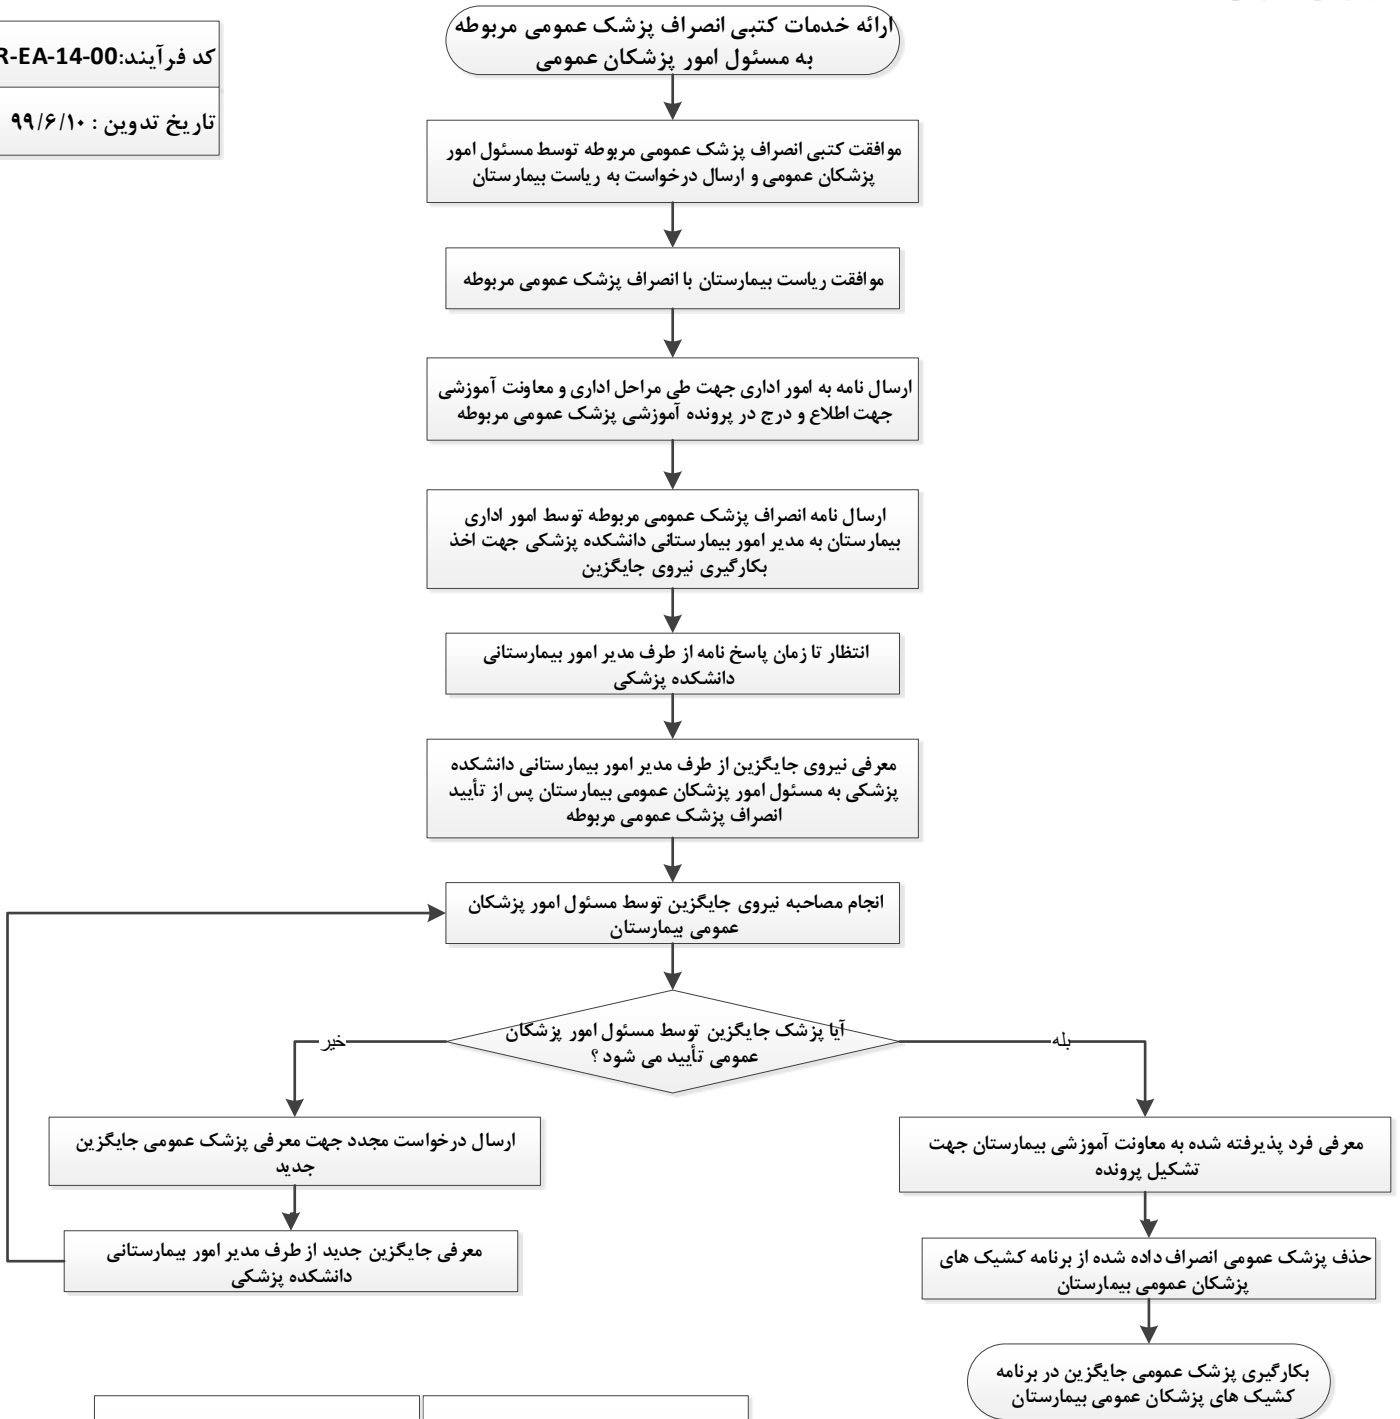 ارائه خدمات کتبی انصراف پزشک عمومی مربوطه
به مسئول امور پزشکان عمومی
کد فرآیند:R-EA-14-00
تاریخ تدوین : ۹۹/۶/۱۰
موافقت کتبی انصراف پزشک عمومی مربوطه توسط مسئول امور
پزشکان عمومی و ارسال درخواست به ریاست بیمارستان
موافقت ریاست بیمارستان با انصراف پزشک عمومی مربوطه
ارسال نامه به امور اداری جهت طی مراحل اداری و معاونت آموزشی
جهت اطلاع و درج در پرونده آموزشی پزشک عمومی مربوطه
ارسال نامه انصراف پزشک عمومی مربوطه توسط امور اداری
بیمارستان به مدیر امور بیمارستانی دانشکده پزشکی جهت اخذ
بکارگیری نیروی جایگزین
انتظار تا زمان پاسخ نامه از طرف مدیر امور بیمارستانی
دانشکده پزشکی
معرفی نیروی جایگزین از طرف مدیر امور بیمارستانی دانشکده
پزشکی به مسئول امور پزشکان عمومی بیمارستان پس از تأیید
انصراف پزشک عمومی مربوطه
انجام مصاحبه نیروی جایگزین توسط مسئول امور پزشکان
عمومی بیمارستان
آیا پزشک جایگزین توسط مسئول امور پزشکان
عمومی تأیید می شود ؟
بله
خیر
معرفی فرد پذیرفته شده به معاونت آموزشی بیمارستان جهت
تشکیل پرونده
حذف پزشک عمومی انصراف داده شده از برنامه کشیک های
پزشکان عمومی بیمارستان
بکارگیری پزشک عمومی جایگزین در برنامه
کشیک های پزشکان عمومی بیمارستان
ارسال درخواست مجدد جهت معرفی پزشک عمومی جایگزین
جدید
معرفی جایگزین جدید از طرف مدیر امور بیمارستانی
دانشکده پزشکی